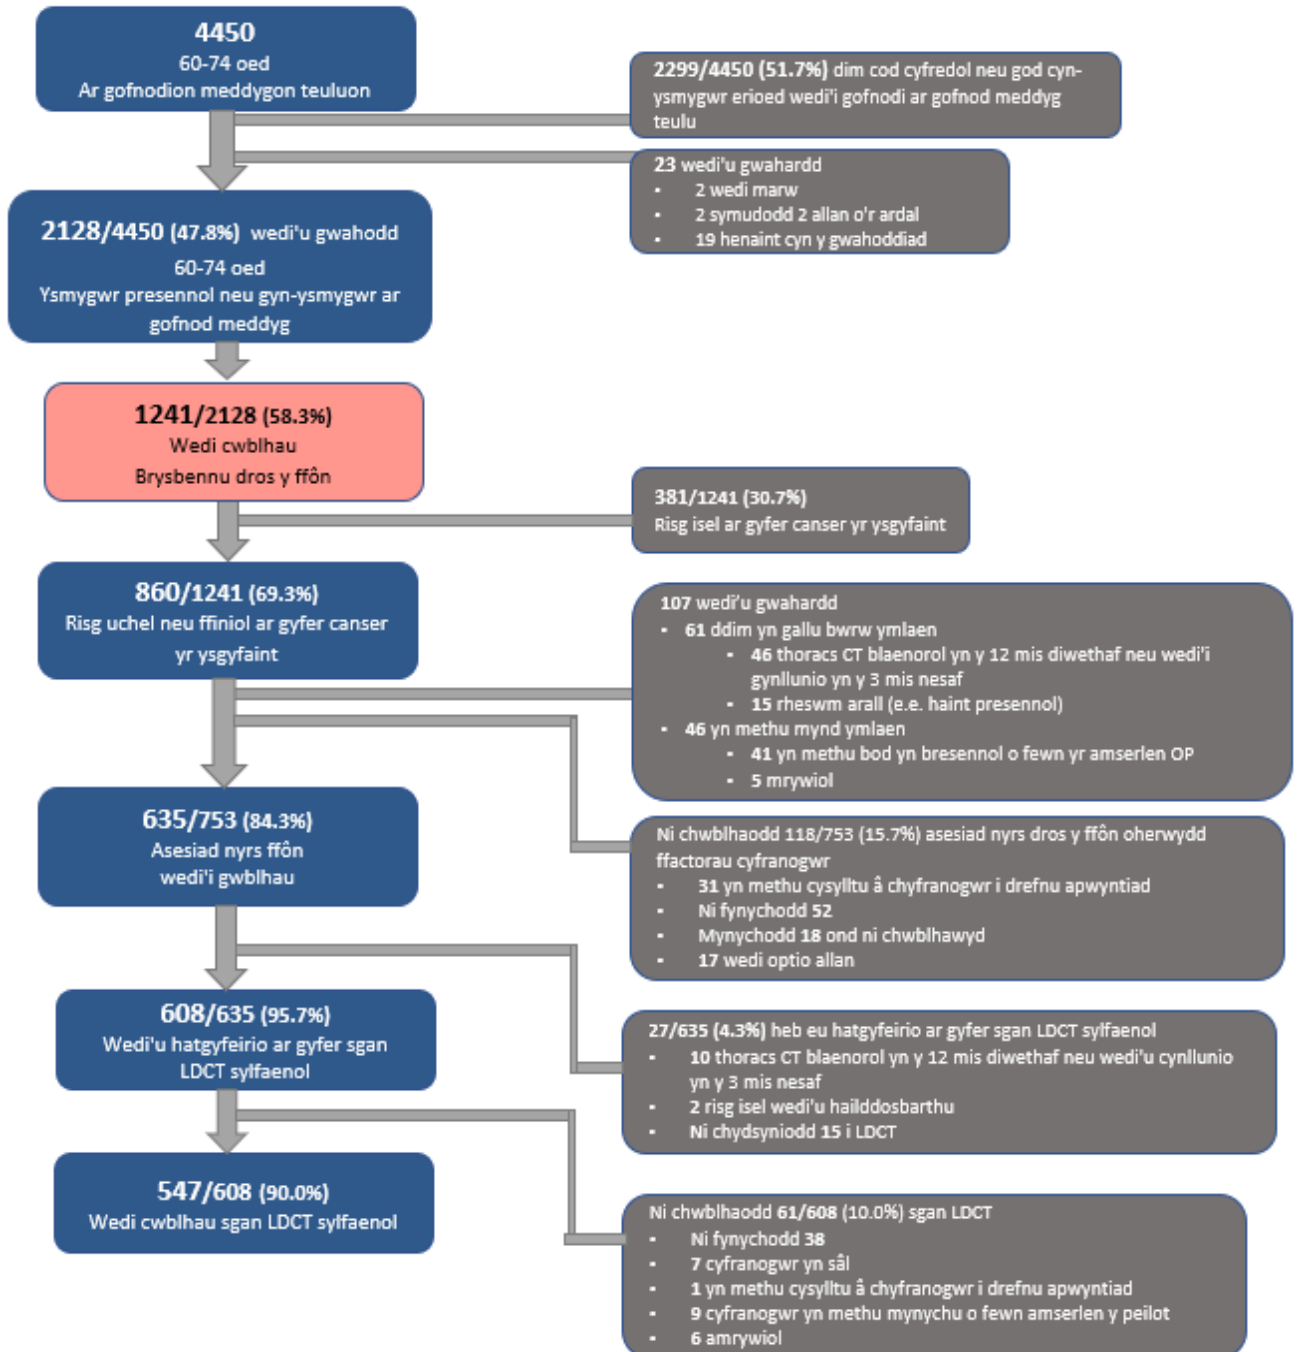 4450
60-74 oed
Ar gofnodion meddygon teuluon
2299/4450 (51.7%) dim cod cyfredol neu god cyn-
ysmygwr erioed wedi'i gofnodi ar gofnod meddyg
teulu
23 wedi'u gwahardd
▪ 2 wedi marw
▪ 2 symudodd 2 allan o'r ardal
▪ 19 henaint cyn y gwahoddiad
2128/4450 (47.8%) wedi'u gwahodd
60-74 oed
Ysmygwr presennol neu gyn-ysmygwr ar
gofnod meddyg
1241/2128 (58.3%)
Wedi cwblhau
Brysbennu dros y ffôn
381/1241 (30.7%)
Risg isel ar gyfer canser yr ysgyfaint
860/1241 (69.3%)
Risg uchel neu ffiniol ar gyfer canser
yr ysgyfaint
107 wedi'u gwahardd
▪ 61 ddim yn gallu bwrw ymlaen
▪ 46 thoracs CT blaenorol yn y 12 mis diwethaf neu wedi'i
gynllunio yn y 3 mis nesaf
▪ 15 rheswm arall (e.e. haint presennol)
▪ 46 yn methu mynd ymlaen
▪ 41 yn methu bod yn bresennol o fewn yr amserlen OP
▪ 5 mrywiol
635/753 (84.3%)
Asesiad nyrs ffôn
wedi'i gwblhau
Ni chwblhaodd 118/753 (15.7%) asesiad nyrs dros y ffôn oherwydd
ffactorau cyfranogwr
▪ 31 yn methu cysylltu â chyfranogwr i drefnu apwyntiad
▪ Ni fynychodd 52
▪ Mynychodd 18 ond ni chwblhawyd
▪ 17 wedi optio allan
608/635 (95.7%)
Wedi'u hatgyfeirio ar gyfer sgan
LDCT sylfaenol
27/635 (4.3%) heb eu hatgyfeirio ar gyfer sgan LDCT sylfaenol
▪ 10 thoracs CT blaenorol yn y 12 mis diwethaf neu wedi'u cynllunio
yn y 3 mis nesaf
▪ 2 risg isel wedi'u hailddosbarthu
▪ Ni chydsyniodd 15 i LDCT
547/608 (90.0%)
Wedi cwblhau sgan LDCT sylfaenol
Ni chwblhaodd 61/608 (10.0%) sgan LDCT
▪ Ni fynychodd 38
▪ 7 cyfranogwr yn sâl
▪ 1 yn methu cysylltu â chyfranogwr i drefnu apwyntiad
▪ 9 cyfranogwr yn methu mynychu o fewn amserlen y peilot
▪ 6 amrywiol